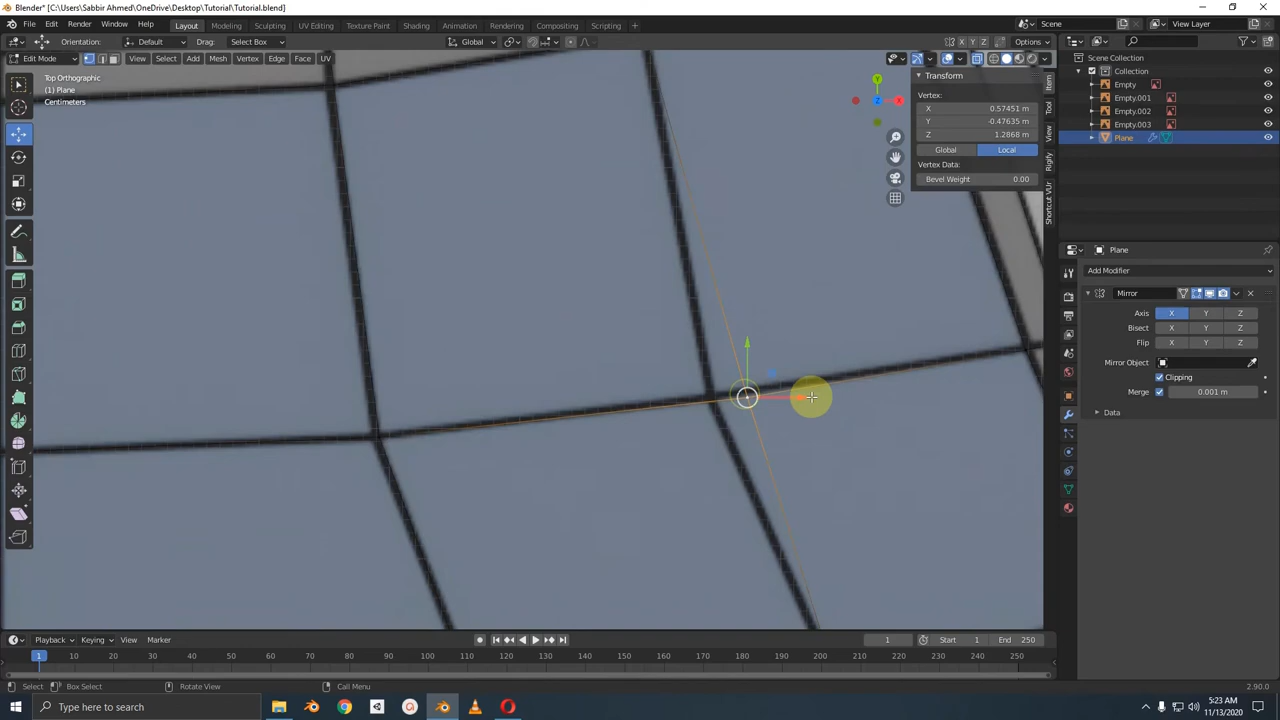 Blender* [C:\Users\Sabbir Ahmed\OneDrive\Desktop\Tutorial\Tutorial.blend]
File Edit Render Window Help Layout Modeling Sculpting UV Editing Texture Paint Shading Animation Rendering Compositing Scripting Scene View Layer
Orientation: Default Drag: Select Box Global X Y Z Options
Edit Mode View Select Add Mesh Vertex Edge Face UV
Top Orthographic
(1) Plane
Centimeters
Y
X
Z
Transform
Vertex:
X 0.57451 m
Y -0.47635 m
Z 1.2868 m
Global Local
Vertex Data:
Bevel Weight 0.00
Item
Tool
View
Rigify
Shortcut VUr
Scene Collection
Collection
Empty
Empty.001
Empty.002
Empty.003
Plane
Plane
Add Modifier
Mirror
Axis X Y Z
Bisect X Y Z
Flip X Y Z
Mirror Object
Clipping
Merge 0.001 m
Data
Playback Keying View Marker 1 Start 1 End 250
1 10 20 30 40 50 60 70 80 90 100 110 120 130 140 150 160 170 180 190 200 210 220 230 240 250
Select Box Select Rotate View Call Menu 2.90.0
Type here to search
5:23 AM
11/13/2020